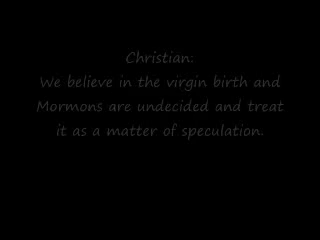 Christian:
We believe in the virgin birth and
Mormons are undecided and treat
it as a matter of speculation.